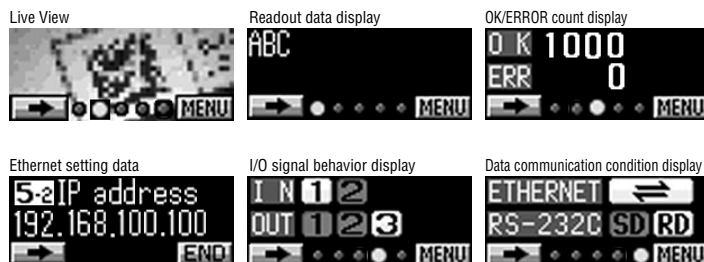 Live View
MENU
Readout data display
ABC
MENU
OK/ERROR count display
OK 1000
ERR 0
MENU
Ethernet setting data
5-2 IP address
192.168.100.100
END
I/O signal behavior display
IN 1 2
OUT 1 2 3
MENU
Data communication condition display
ETHERNET
RS-232C SD RD
MENU